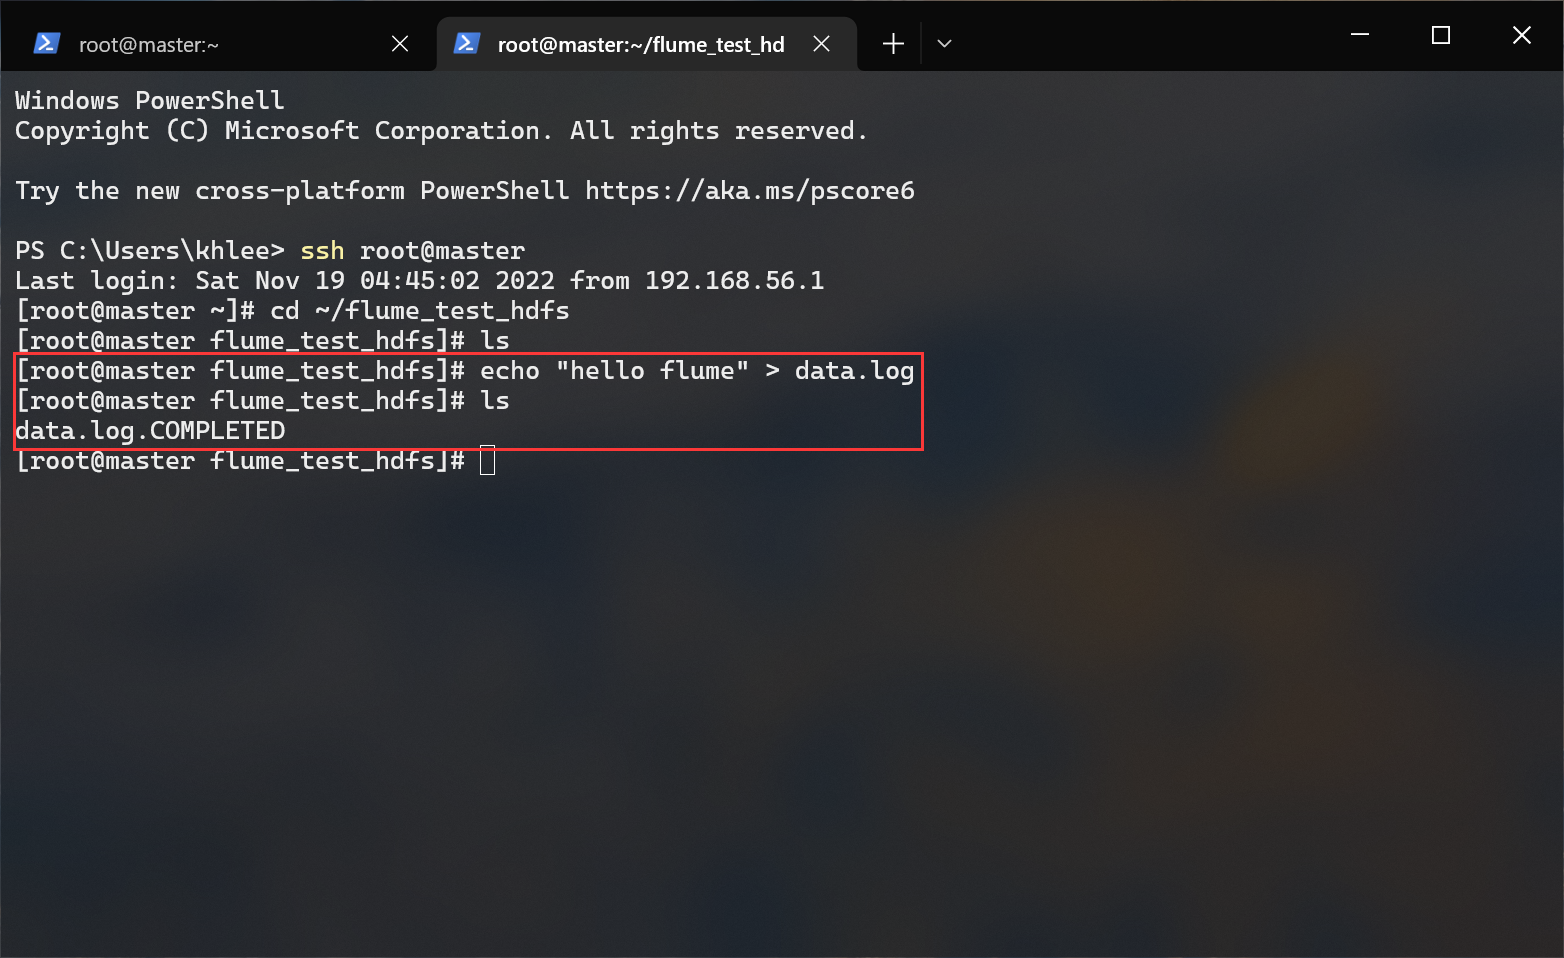 root@master:~
root@master:~/flume_test_hd
Windows PowerShell
Copyright (C) Microsoft Corporation. All rights reserved.
Try the new cross-platform PowerShell https://aka.ms/pscore6
PS C:\Users\khlee> ssh root@master
Last login: Sat Nov 19 04:45:02 2022 from 192.168.56.1
[root@master ~]# cd ~/flume_test_hdfs
[root@master flume_test_hdfs]# ls
[root@master flume_test_hdfs]# echo "hello flume" > data.log
[root@master flume_test_hdfs]# ls
data.log.COMPLETED
[root@master flume_test_hdfs]#